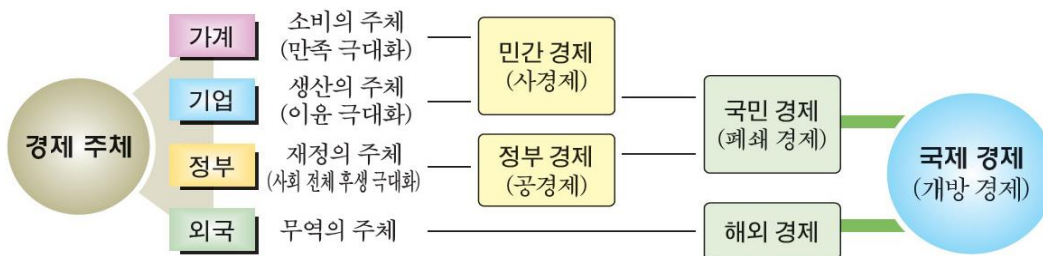 경제 주체
가계
소비의 주체
(만족 극대화)
기업
생산의 주체
(이윤 극대화)
정부
재정의 주체
(사회 전체 후생 극대화)
외국
무역의 주체
민간 경제
(사경제)
정부 경제
(공경제)
국민 경제
(폐쇄 경제)
해외 경제
국제 경제
(개방 경제)